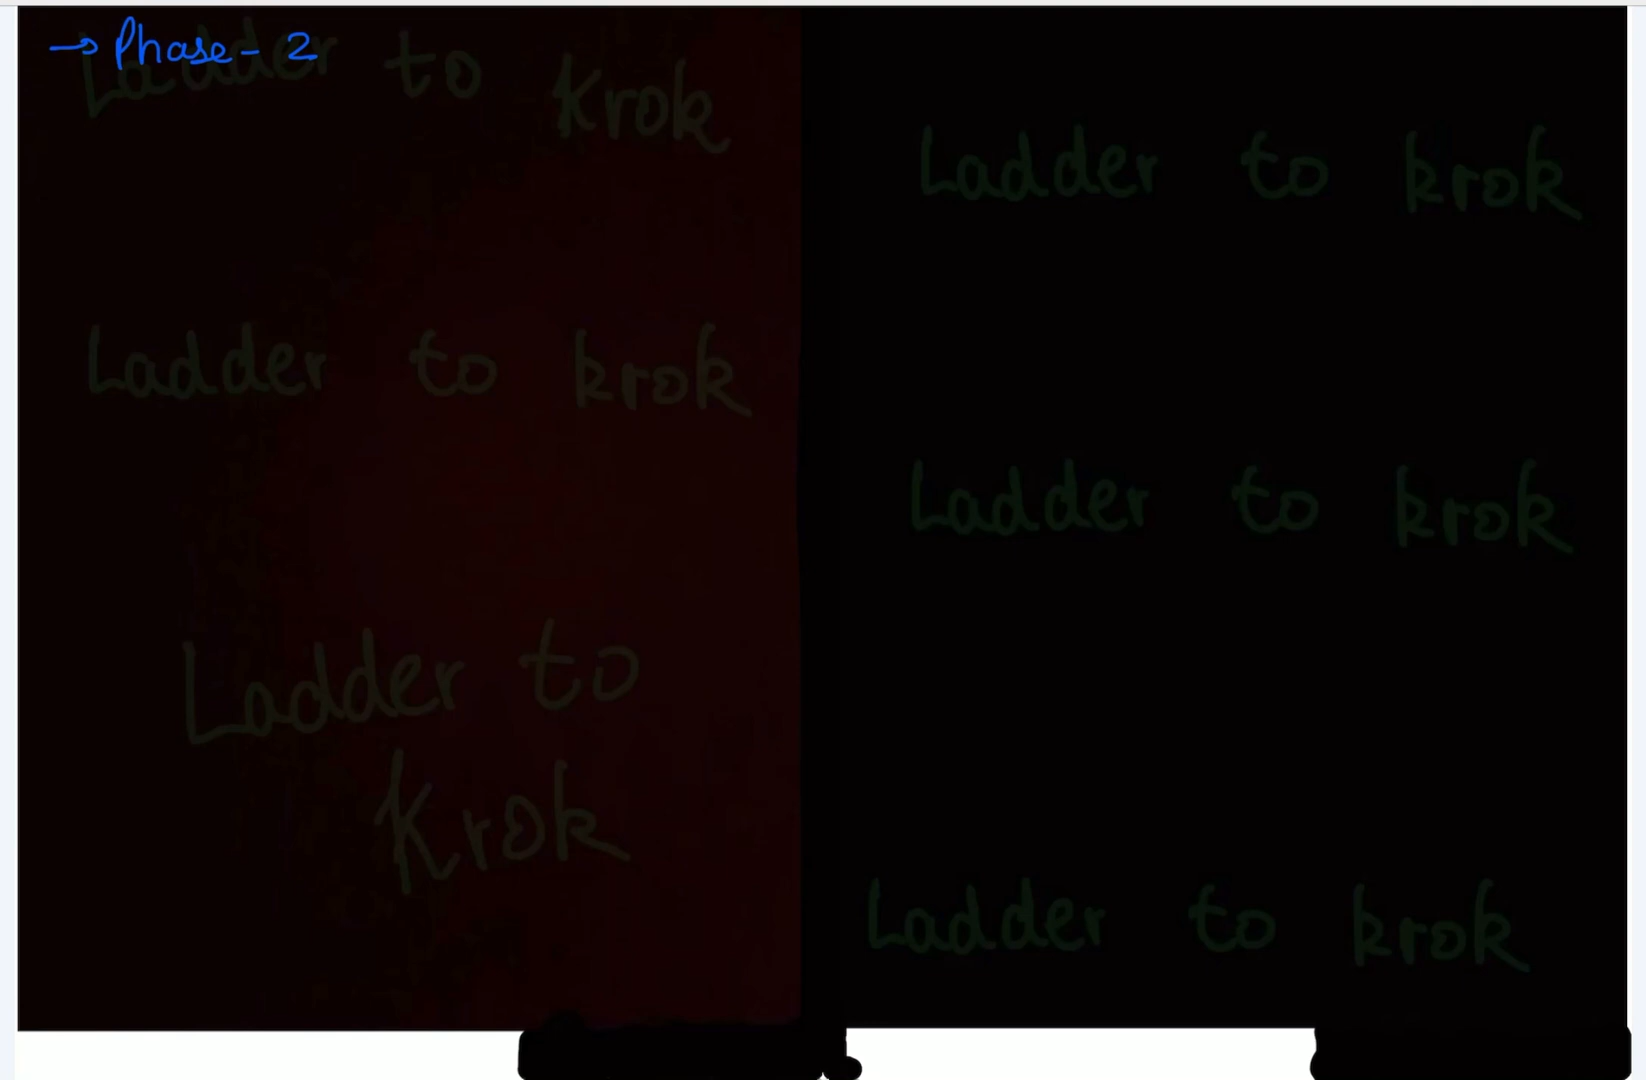 → Phase - 2
Ladder to Krok
Ladder to krok
Ladder to
Krok
Ladder to krok
Ladder to krok
Ladder to krok